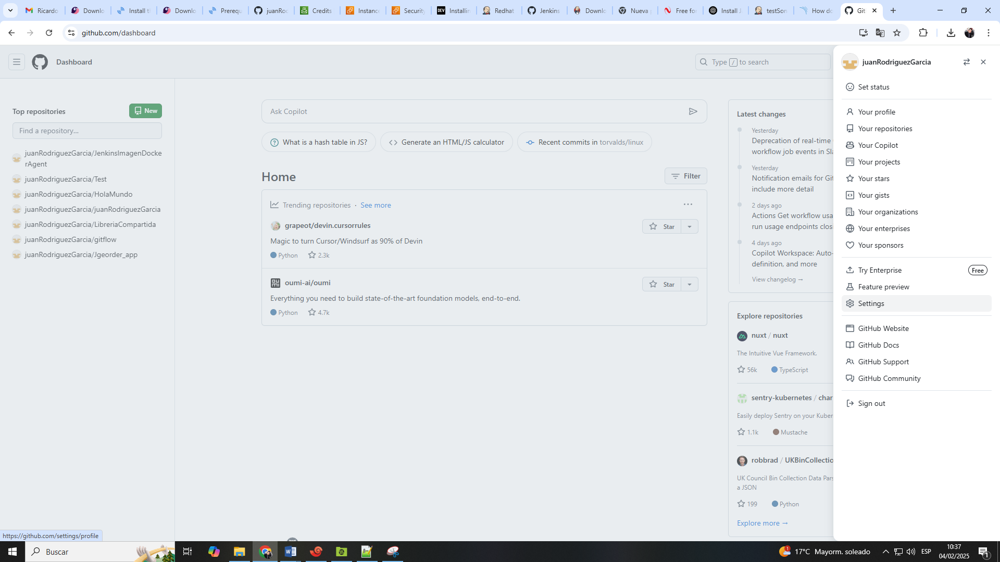 Ricardo
Downlo
Install t
Downlo
Prerequ
juanRoc
Credits
Instance
Security
DEV
Installin
Redhat
Jenkins
Downlo
Nueva
Free for
Install J
testSon
How do
Git
github.com/dashboard
Dashboard
Type / to search
juanRodriguezGarcia
Set status
Your profile
Your repositories
Your Copilot
Your projects
Your stars
Your gists
Your organizations
Your enterprises
Your sponsors
Try Enterprise
Free
Feature preview
Settings
GitHub Website
GitHub Docs
GitHub Support
GitHub Community
Sign out
Top repositories
New
Find a repository...
juanRodriguezGarcia/JenkinsImagenDocke
rAgent
juanRodriguezGarcia/Test
juanRodriguezGarcia/HolaMundo
juanRodriguezGarcia/juanRodriguezGarcia
juanRodriguezGarcia/LibreriaCompartida
juanRodriguezGarcia/gitflow
juanRodriguezGarcia/Jgeorder_app
Ask Copilot
What is a hash table in JS?
Generate an HTML/JS calculator
Recent commits in torvalds/linux
Home
Filter
Trending repositories · See more
grapeot/devin.cursorrules
Star
Magic to turn Cursor/Windsurf as 90% of Devin
Python
2.3k
oumi-ai/oumi
Star
Everything you need to build state-of-the-art foundation models, end-to-end.
Python
4.7k
Latest changes
Yesterday
Deprecation of real-time
workflow job events in Sla
Yesterday
Notification emails for Git
include more detail
2 days ago
Actions Get workflow usa
run usage endpoints closi
4 days ago
Copilot Workspace: Auto-
definition, and more
View changelog →
Explore repositories
nuxt / nuxt
The Intuitive Vue Framework.
56k
TypeScript
sentry-kubernetes / char
Easily deploy Sentry on your Kuber
1.1k
Mustache
robbrad / UKBinCollectio
UK Council Bin Collection Data Pars
a JSON
199
Python
Explore more →
https://github.com/settings/profile
Buscar
1
17°C Mayorm. soleado
ESP
10:37
04/02/2025
1